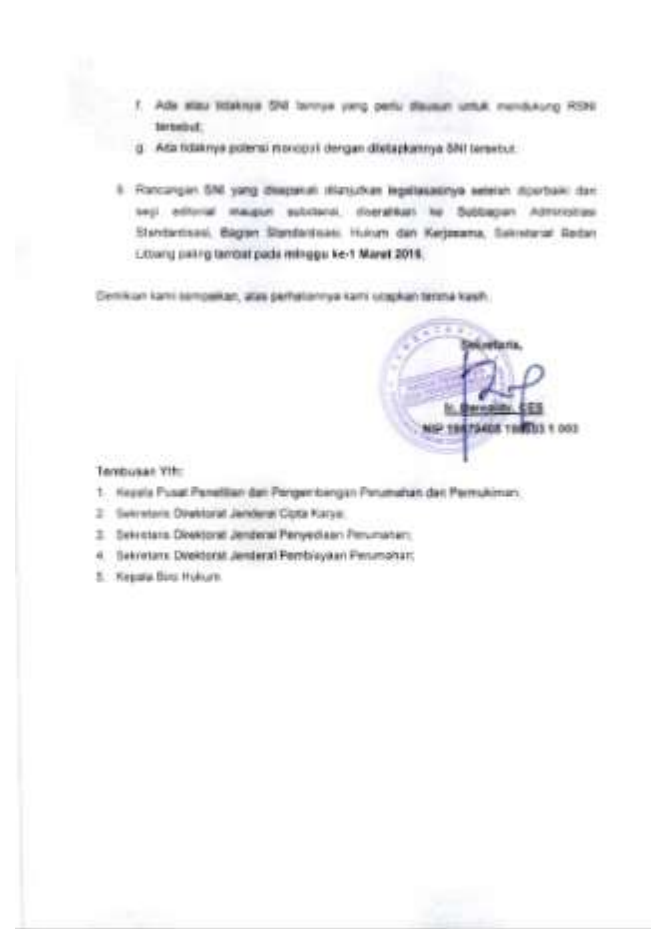 f. Ada atau tidaknya SNI lainnya yang perlu disusun untuk mendukung RSNI
tersebut;
g. Ada tidaknya potensi monopoli dengan ditetapkannya SNI tersebut.
Rancangan SNI yang disepakati dilanjutkan legalisasinya setelah diperbaiki dari
segi editorial maupun substansi, diserahkan ke Subbagian Administrasi
Standardisasi, Bagian Standardisasi, Hukum dan Kerjasama, Sekretariat Badan
Litbang paling lambat pada minggu ke-1 Maret 2016.
Demikian kami sampaikan, atas perhatiannya kami ucapkan terima kasih.
Sekretaris,
CES
NIP
1 003
Tembusan Yth:
1. Kepala Pusat Penelitian dan Pengembangan Perumahan dan Permukiman;
2. Sekretaris Direktorat Jenderal Cipta Karya;
3. Sekretaris Direktorat Jenderal Penyediaan Perumahan;
4. Sekretaris Direktorat Jenderal Pembiayaan Perumahan;
5. Kepala Biro Hukum